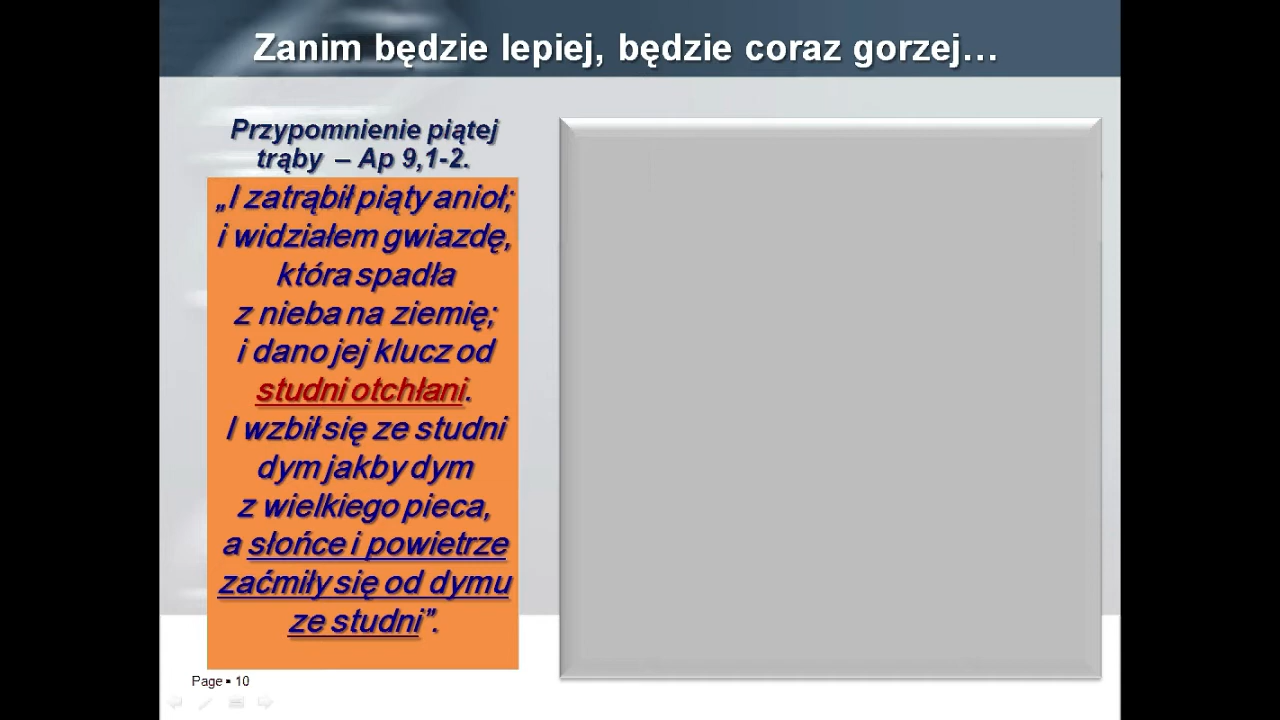 Zanim będzie lepiej, będzie coraz gorzej…
Przypomnienie piątej
trąby – Ap 9,1-2.
„I zatrąbił piąty anioł;
i widziałem gwiazdę,
która spadła
z nieba na ziemię;
i dano jej klucz od
studni otchłani.
I wzbił się ze studni
dym jakby dym
z wielkiego pieca,
a słońce i powietrze
zaćmiły się od dymu
ze studni”.
Page ▪ 10